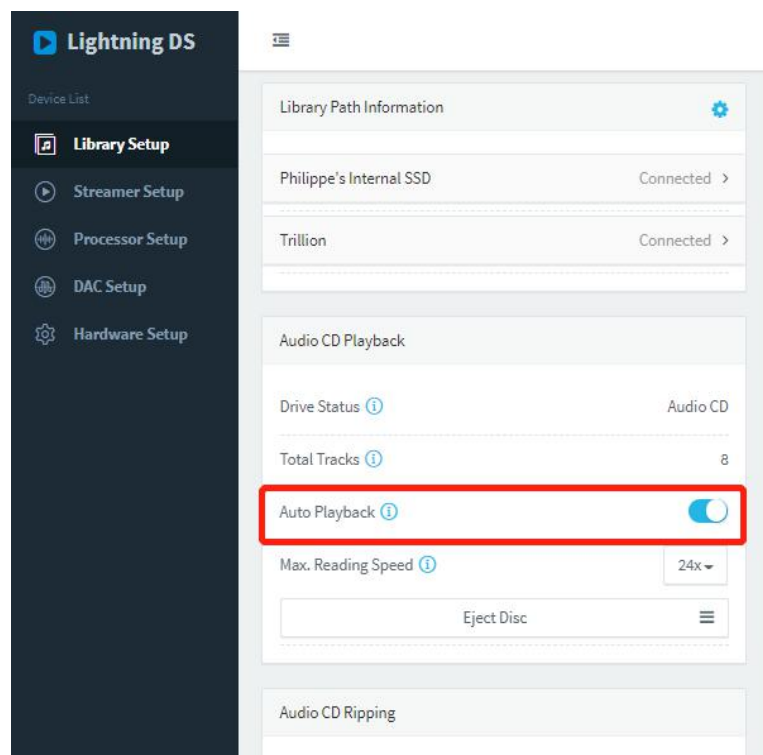 Lightning DS
Device List
Library Setup
Streamer Setup
Processor Setup
DAC Setup
Hardware Setup
Library Path Information
Philippe's Internal SSD Connected >
Trillion Connected >
Audio CD Playback
Drive Status Audio CD
Total Tracks 8
Auto Playback
Max. Reading Speed 24x
Eject Disc
Audio CD Ripping